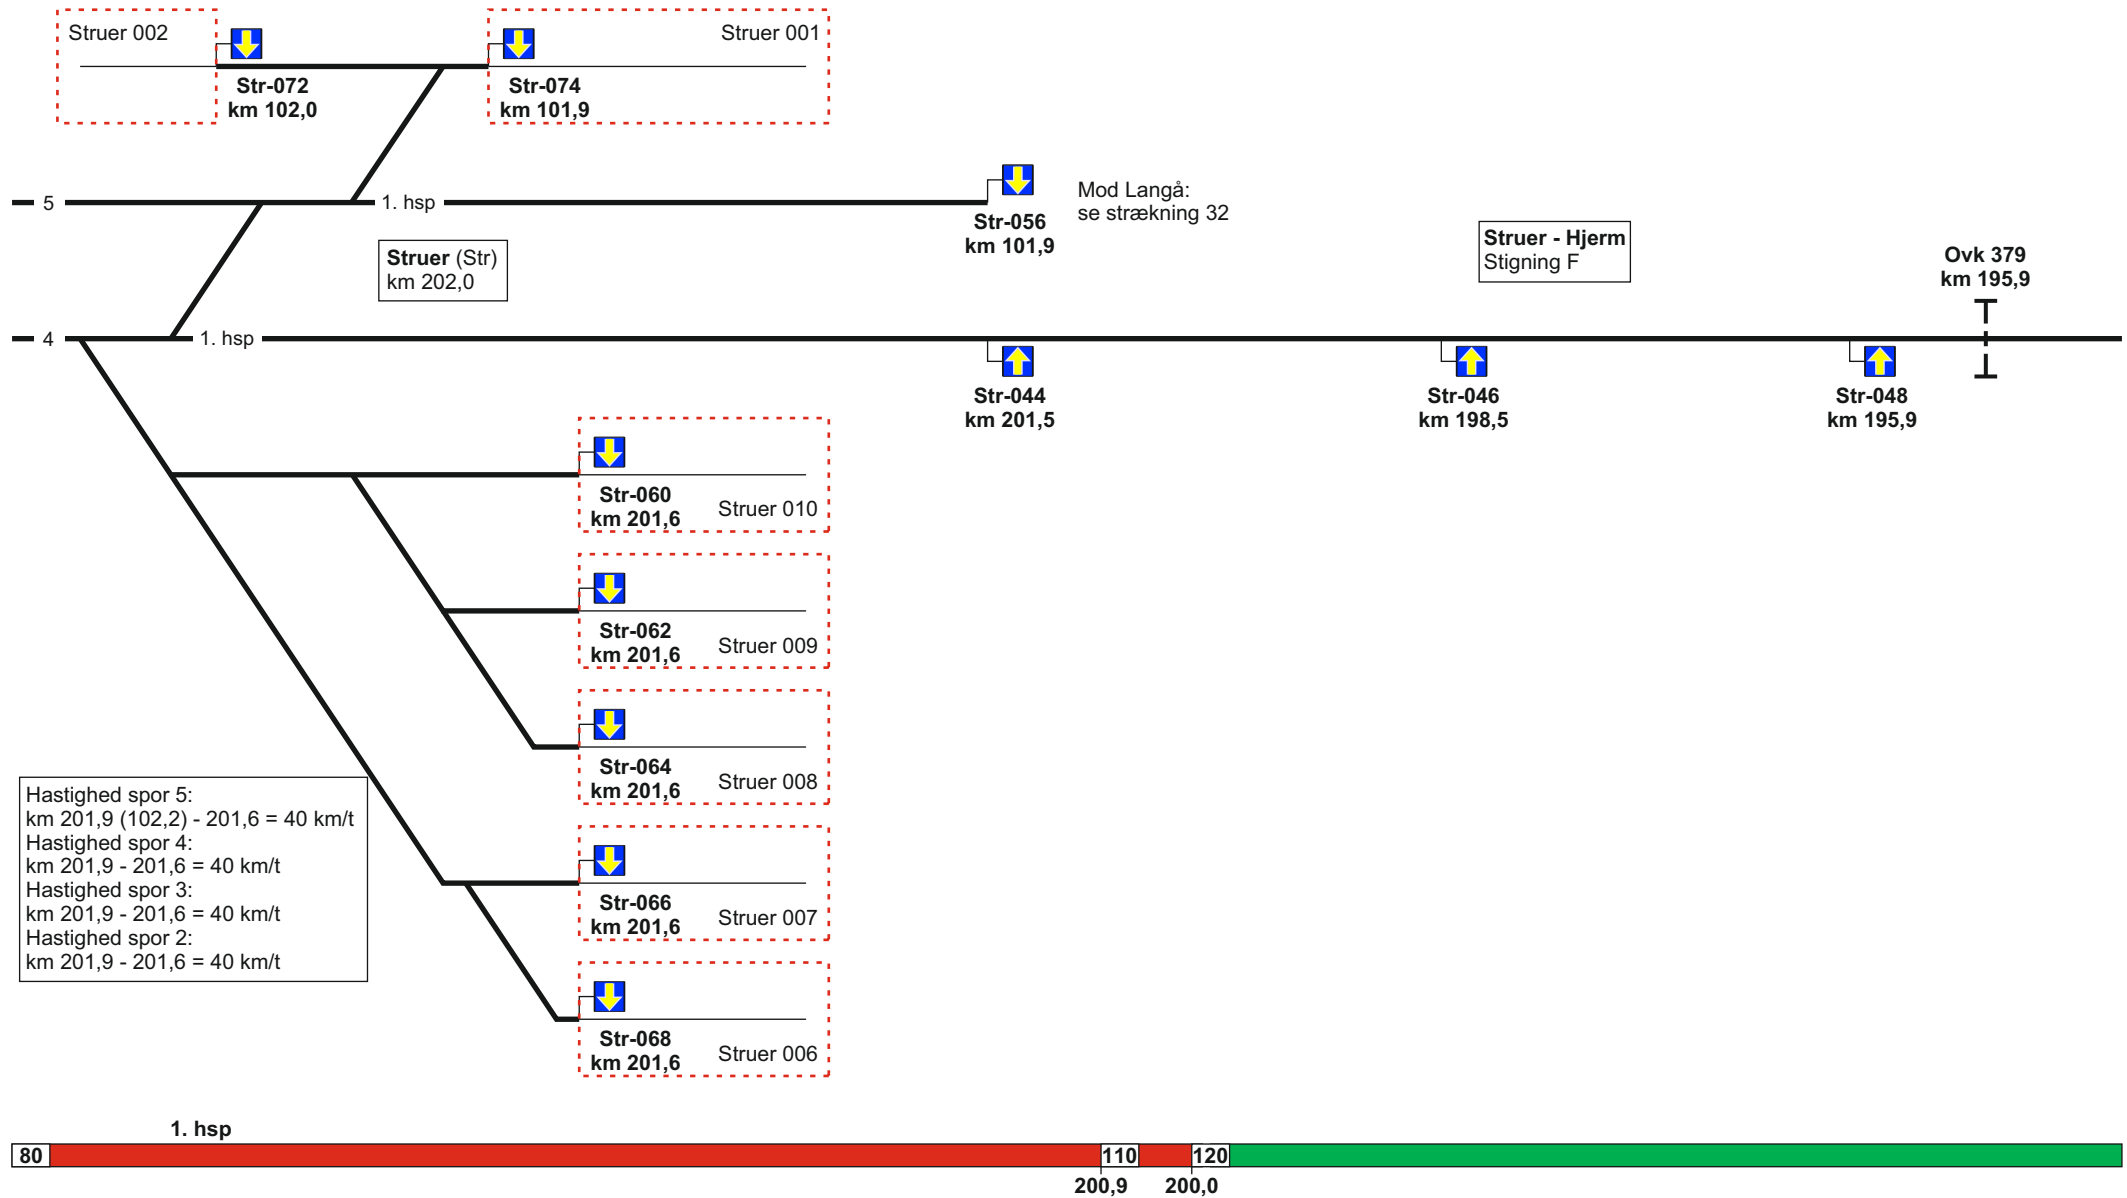 Struer 002
Struer 001
Str-072
km 102,0
Str-074
km 101,9
5
1. hsp
Str-056
km 101,9
Mod Langå:
se strækning 32
Struer (Str)
km 202,0
Struer - Hjerm
Stigning F
Ovk 379
km 195,9
4
1. hsp
Str-044
km 201,5
Str-046
km 198,5
Str-048
km 195,9
Str-060
km 201,6
Struer 010
Str-062
km 201,6
Struer 009
Str-064
km 201,6
Struer 008
Hastighed spor 5:
km 201,9 (102,2) - 201,6 = 40 km/t
Hastighed spor 4:
km 201,9 - 201,6 = 40 km/t
Hastighed spor 3:
km 201,9 - 201,6 = 40 km/t
Hastighed spor 2:
km 201,9 - 201,6 = 40 km/t
Str-066
km 201,6
Struer 007
Str-068
km 201,6
Struer 006
1. hsp
80
110
120
200,9
200,0